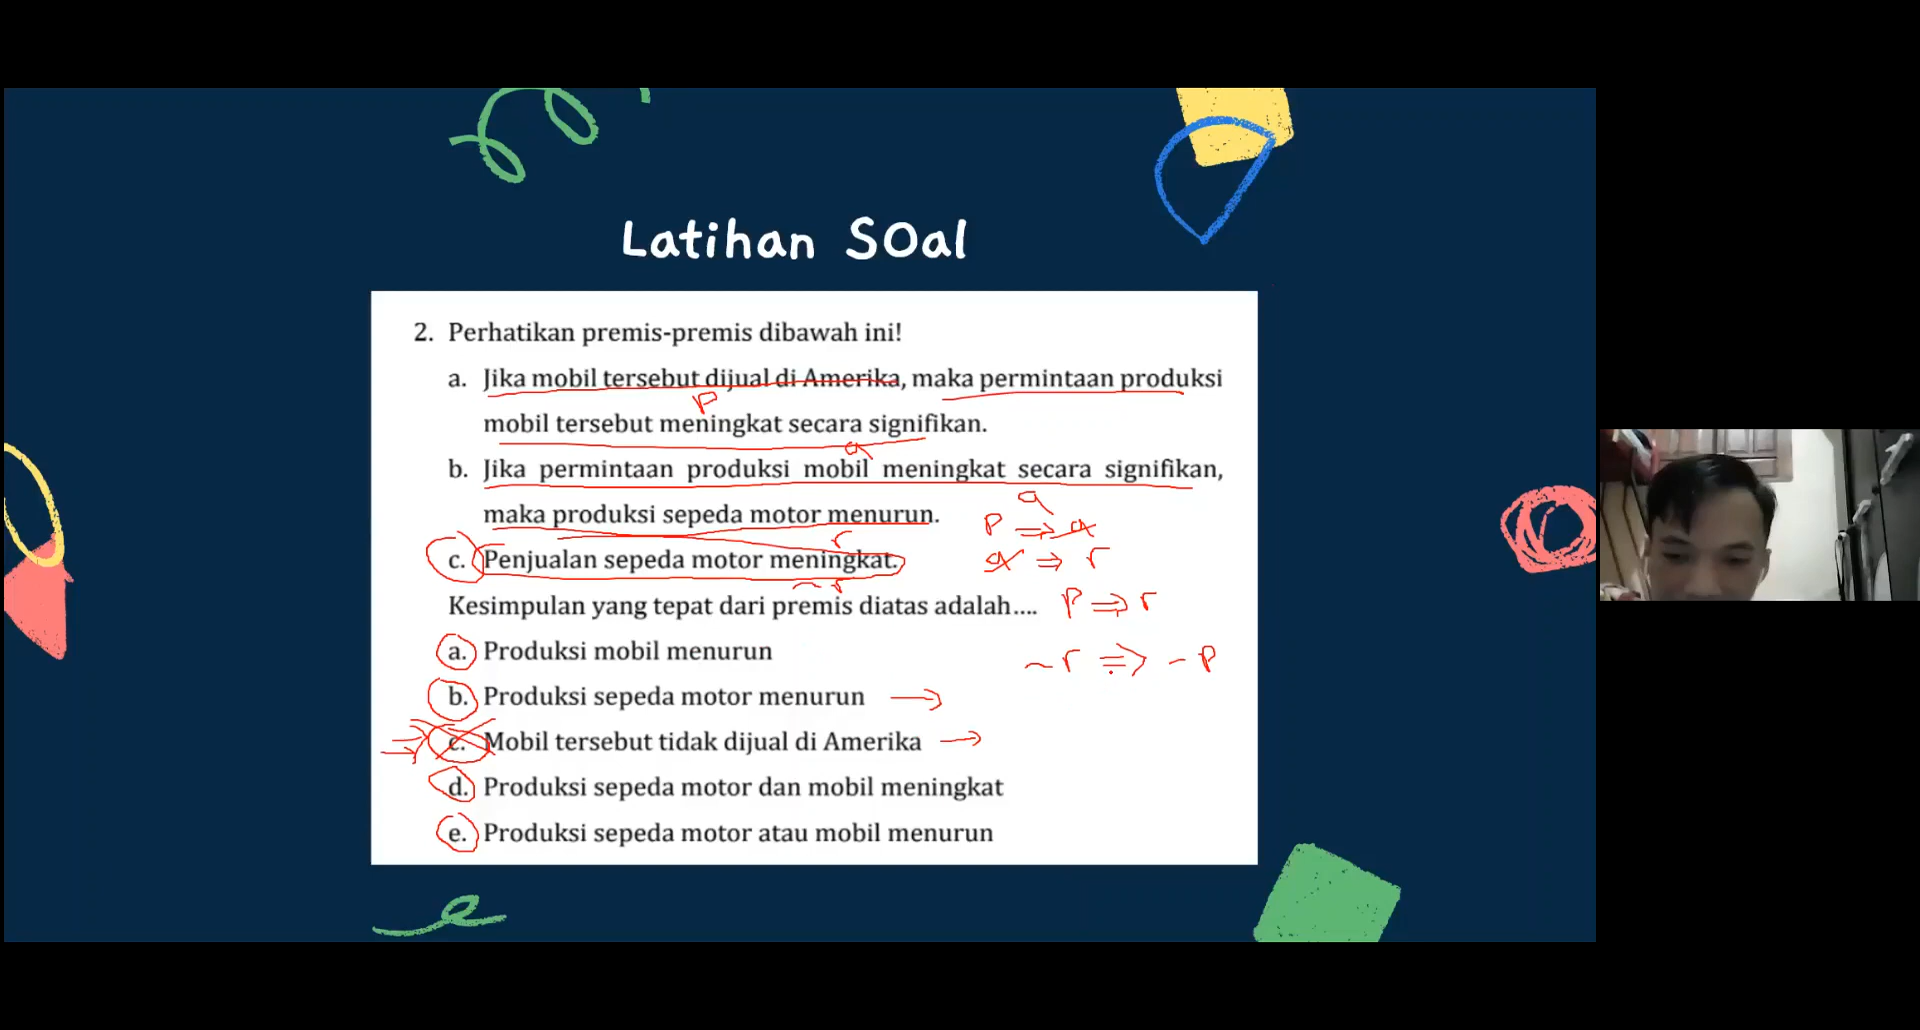 Latihan SOal
2. Perhatikan premis-premis dibawah ini!
a. Jika mobil tersebut dijual di Amerika, maka permintaan produksi
p
mobil tersebut meningkat secara signifikan.
q
b. Jika permintaan produksi mobil meningkat secara signifikan,
q
maka produksi sepeda motor menurun.
p ⇒ q
r
c. Penjualan sepeda motor meningkat.
q ⇒ r
~r
Kesimpulan yang tepat dari premis diatas adalah....
p ⇒ r
a. Produksi mobil menurun
~r ⇒ ~p
b. Produksi sepeda motor menurun →
c. Mobil tersebut tidak dijual di Amerika →
d. Produksi sepeda motor dan mobil meningkat
e. Produksi sepeda motor atau mobil menurun